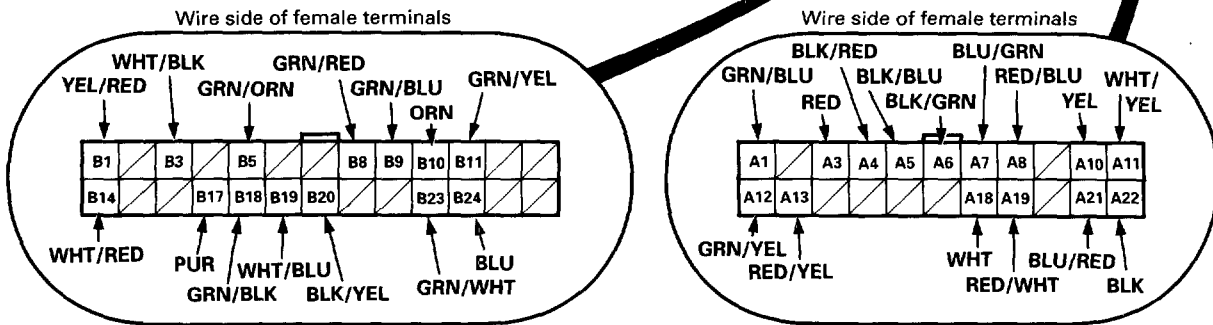 Wire side of female terminals
WHT/BLK
GRN/RED
YEL/RED
GRN/ORN
GRN/BLU
GRN/YEL
ORN
B1 B3 B5 B8 B9 B10 B11
B14 B17 B18 B19 B20 B23 B24
WHT/RED
PUR
WHT/BLU
BLU
GRN/BLK
BLK/YEL
GRN/WHT
Wire side of female terminals
BLK/RED
BLU/GRN
GRN/BLU
BLK/BLU
RED/BLU
WHT/
YEL
RED
BLK/GRN
YEL
A1 A3 A4 A5 A6 A7 A8 A10 A11
A12 A13 A18 A19 A21 A22
GRN/YEL
RED/YEL
WHT
BLU/RED
RED/WHT
BLK